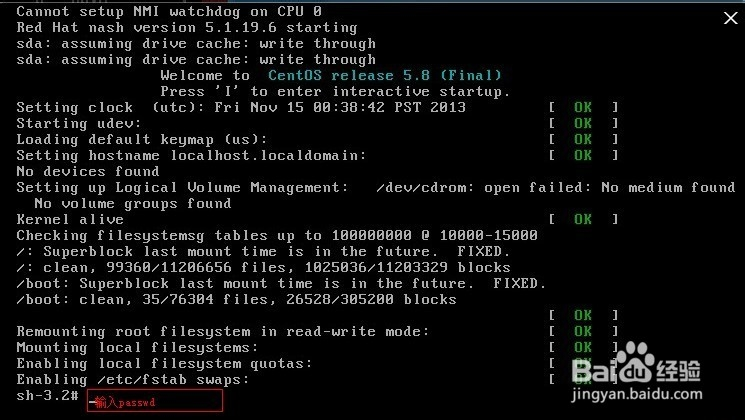 Cannot setup NMI watchdog on CPU 0
Red Hat nash version 5.1.19.6 starting
sda: assuming drive cache: write through
sda: assuming drive cache: write through
Welcome to CentOS release 5.8 (Final)
Press 'I' to enter interactive startup.
Setting clock (utc): Fri Nov 15 00:38:42 PST 2013 [ OK ]
Starting udev: [ OK ]
Loading default keymap (us): [ OK ]
Setting hostname localhost.localdomain: [ OK ]
No devices found
Setting up Logical Volume Management: /dev/cdrom: open failed: No medium found
No volume groups found
Kernel alive [ OK ]
Checking filesystemsg tables up to 100000000 @ 10000-15000
/: Superblock last mount time is in the future. FIXED.
/: clean, 99360/11206656 files, 1025036/11203329 blocks
/boot: Superblock last mount time is in the future. FIXED.
/boot: clean, 35/76304 files, 26528/305200 blocks
[ OK ]
Remounting root filesystem in read-write mode: [ OK ]
Mounting local filesystems: [ OK ]
Enabling local filesystem quotas: [ OK ]
Enabling /etc/fstab swaps: [ OK ]
sh-3.2# _输入passwd
Baidu 经验
jingyan.baidu.com